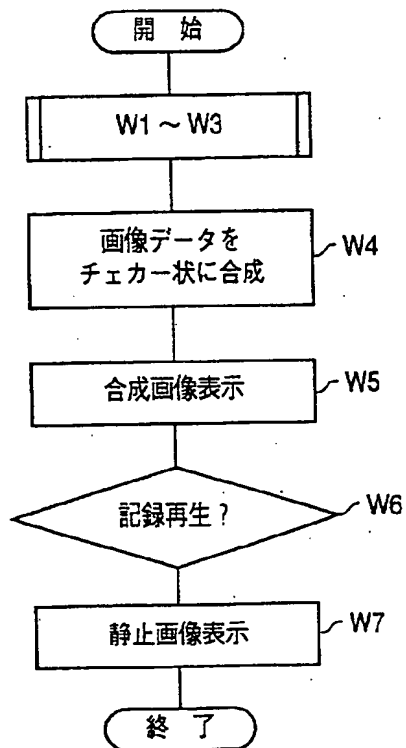 開 始
W1～W3
画像データを
チェカー状に合成
W4
合成画像表示
W5
記録再生?
W6
静止画像表示
W7
終 了